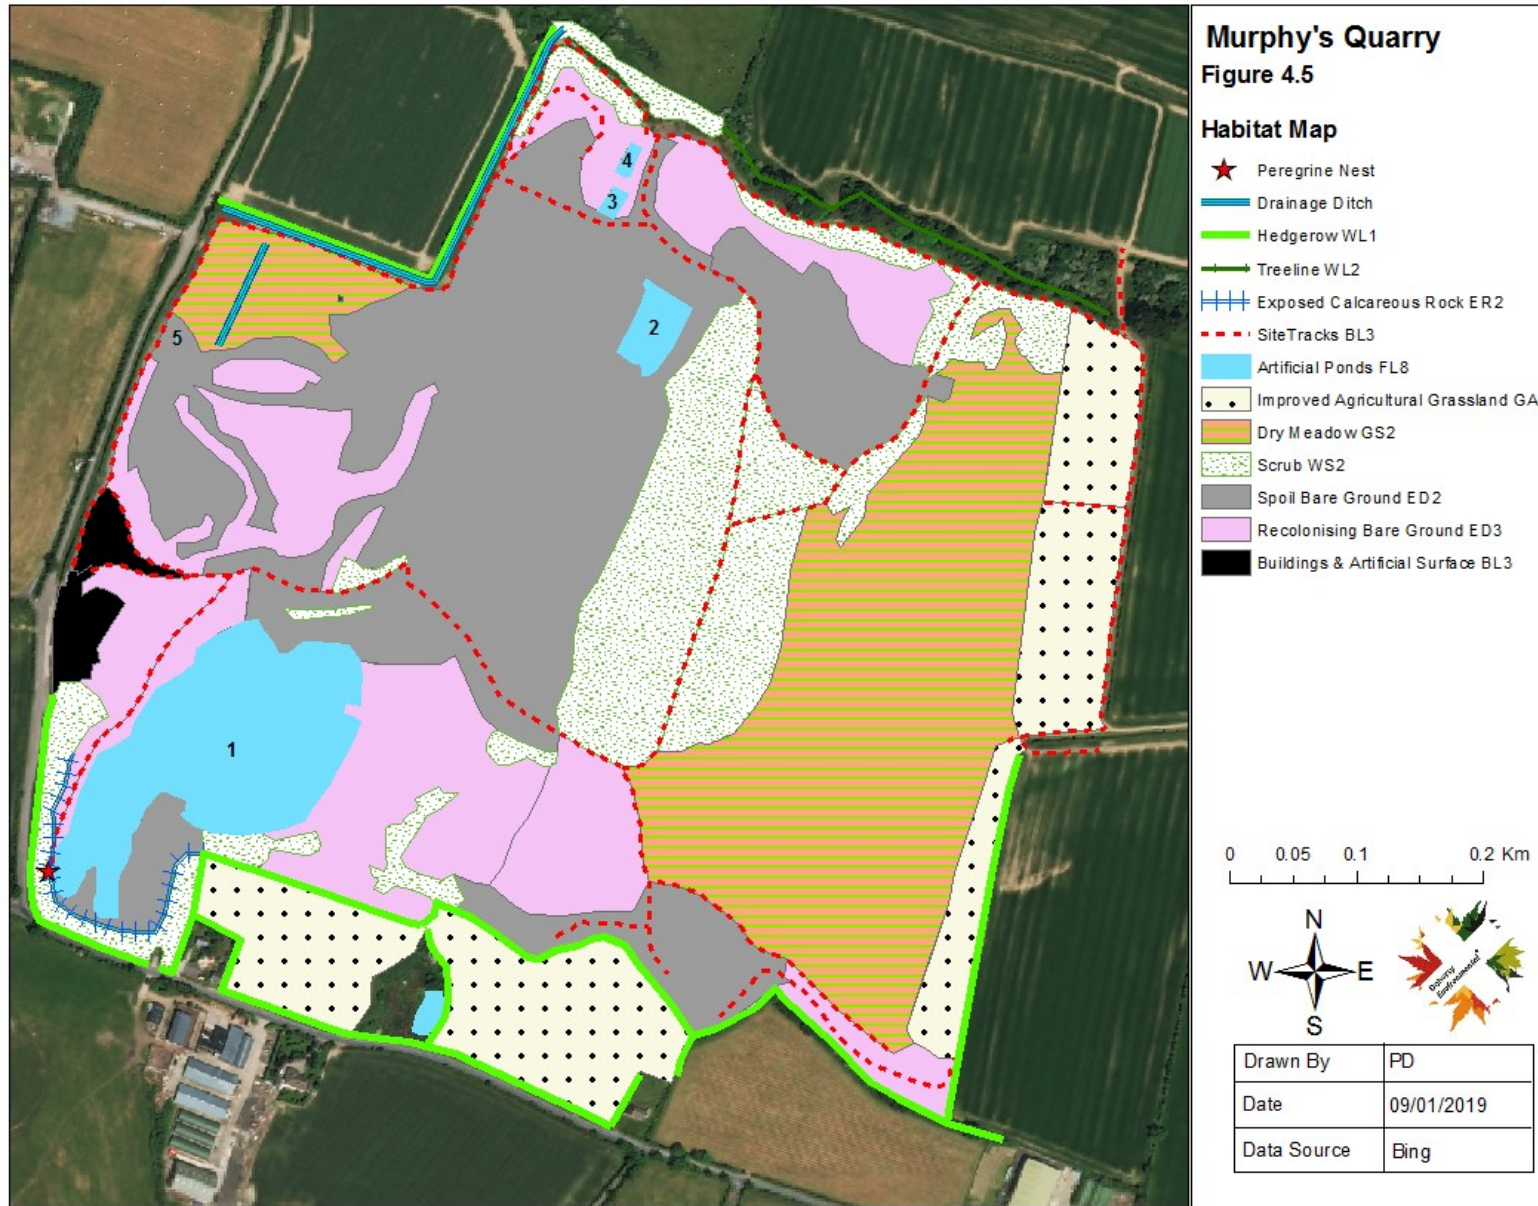 Murphy's Quarry
Figure 4.5
Habitat Map
Peregrine Nest
Drainage Ditch
Hedgerow WL1
Treeline WL2
Exposed Calcareous Rock ER2
SiteTracks BL3
Artificial Ponds FL8
Improved Agricultural Grassland GA
Dry Meadow GS2
Scrub WS2
Spoil Bare Ground ED2
Recolonising Bare Ground ED3
Buildings & Artificial Surface BL3
4
3
2
5
1
0 0.05 0.1 0.2 Km
N
W E
S
Environmental
Drawn By PD
Date 09/01/2019
Data Source Bing